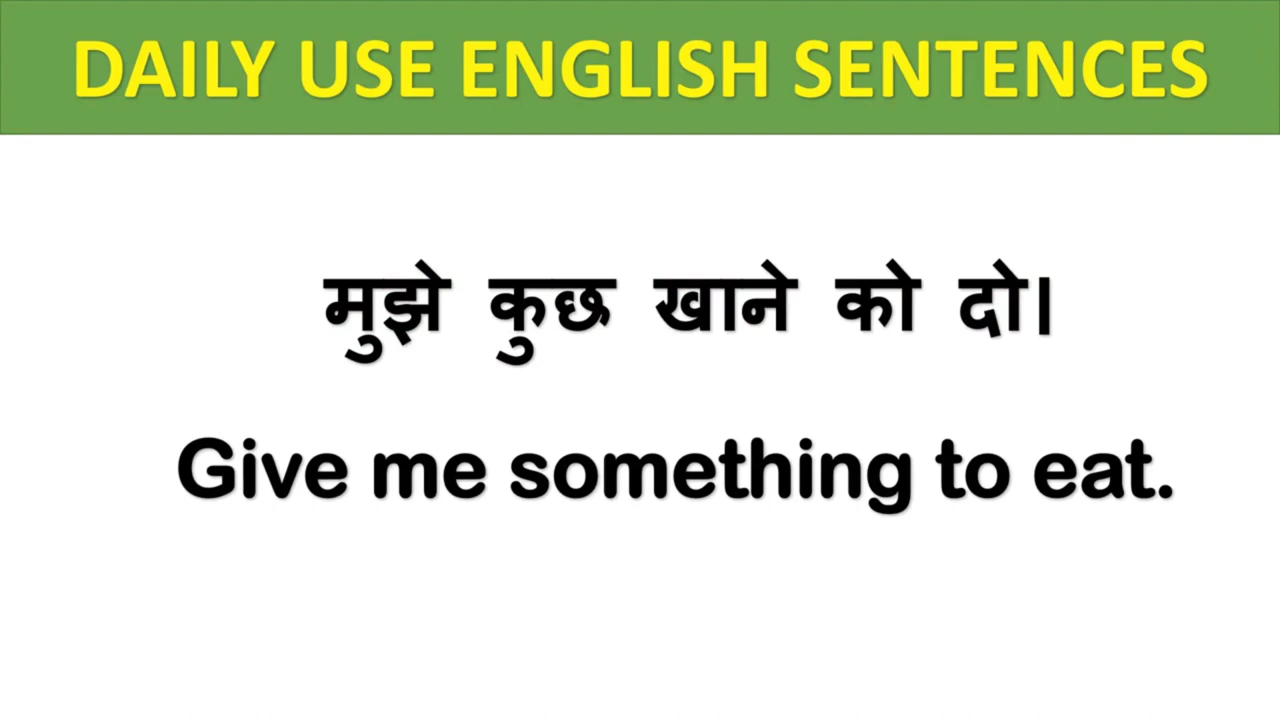 DAILY USE ENGLISH SENTENCES
मुझे कुछ खाने को दो।
Give me something to eat.